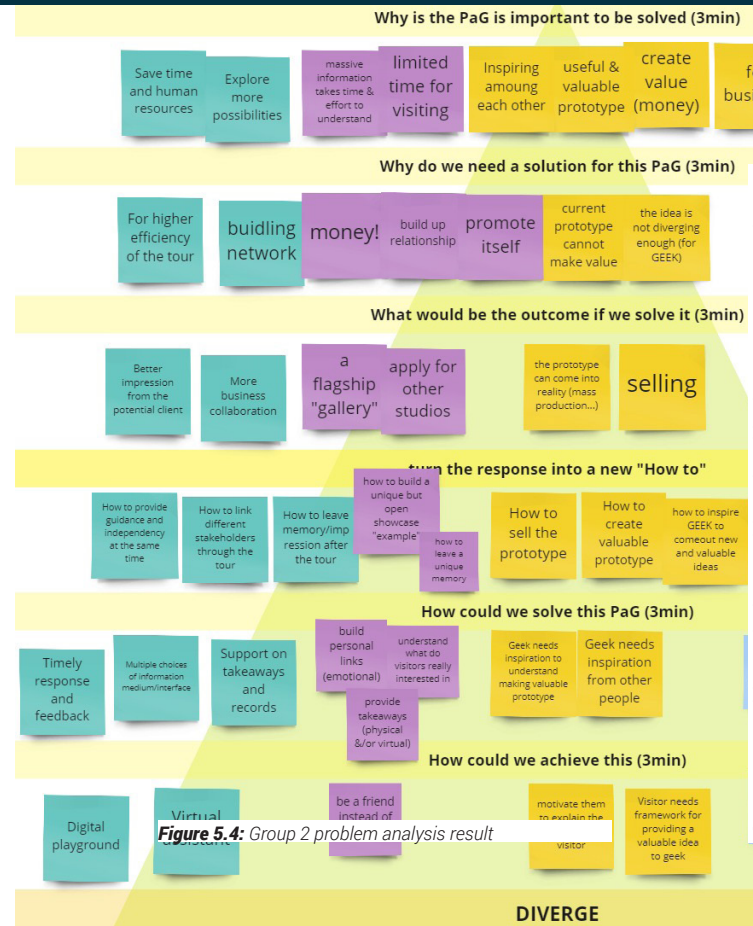 Why is the PaG is important to be solved (3min)
Save time
and human
resources
Explore
more
possibilities
massive
information
takes time &
effort to
understand
limited
time for
visiting
Inspiring
amoung
each other
useful &
valuable
prototype
create
value
(money)
Why do we need a solution for this PaG (3min)
For higher
efficiency
of the tour
buidling
network
money!
build up
relationship
promote
itself
current
prototype
cannot
make value
the idea is
not diverging
enough (for
GEEK)
What would be the outcome if we solve it (3min)
Better
impression
from the
potential client
More
business
collaboration
a
flagship
"gallery"
apply for
other
studios
the prototype
can come into
reality (mass
production...)
selling
turn the response into a new "How to"
How to provide
guidance and
independency
at the same
time
How to link
different
stakeholders
through the
tour
How to leave
memory/imp
ression after
the tour
how to build a
unique but
open
showcase
"example"
how to
leave a
unique
memory
How to
sell the
prototype
How to
create
valuable
prototype
how to inspire
GEEK to
comeout new
and valuable
ideas
How could we solve this PaG (3min)
Timely
response
and
feedback
Multiple choices
of information
medium/interface
Support on
takeaways
and
records
build
personal
links
(emotional)
understand
what do
visitors really
interested in
provide
takeaways
(physical
&/or virtual)
Geek needs
inspiration to
understand
making valuable
prototype
Geek needs
inspiration
from other
people
How could we achieve this (3min)
Digital
playground
Virtual
be a friend
instead of
motivate them
to explain the
visitor
Visitor needs
framework for
providing a
valuable idea
to geek
Figure 5.4: Group 2 problem analysis result
DIVERGE